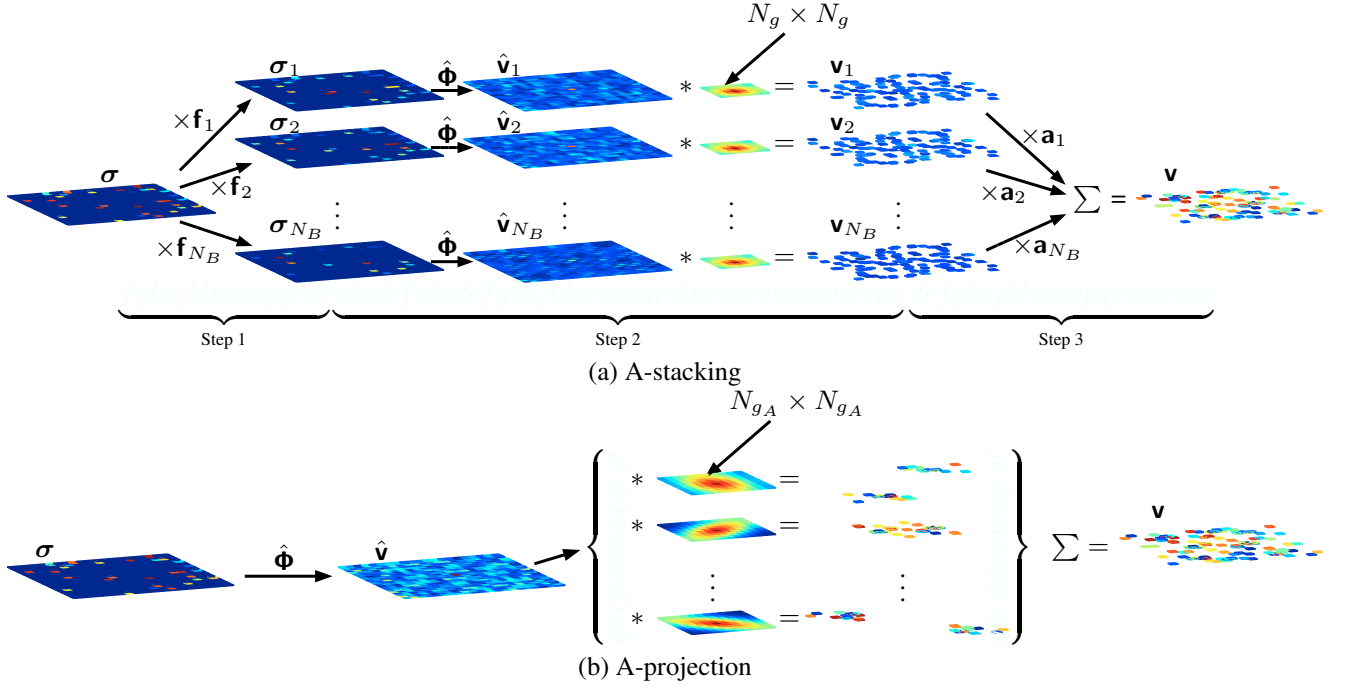 N_g × N_g
σ_1 Φ̂ v̂_1 * = v_1
×f_1 ×a_1
σ_2 Φ̂ v̂_2 * = v_2
σ ×f_2 ×a_2 ∑ = v
⋮ ⋮ ⋮ ⋮
×f_{N_B} σ_{N_B} Φ̂ v̂_{N_B} * = v_{N_B} ×a_{N_B}
Step 1 Step 2 Step 3
(a) A-stacking
N_{g_A} × N_{g_A}
* =
* =
σ Φ̂ v̂ { } ∑ = v
⋮ ⋮
* =
(b) A-projection